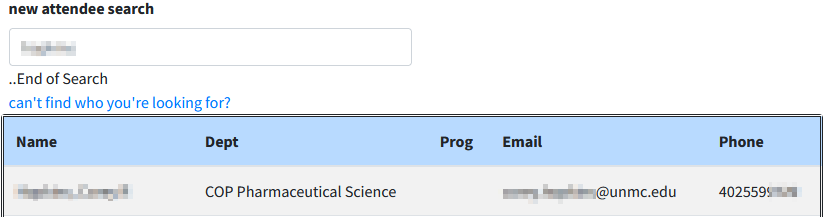 new attendee search
..End of Search
can't find who you're looking for?
Name Dept Prog Email Phone
COP Pharmaceutical Science @unmc.edu 4025599